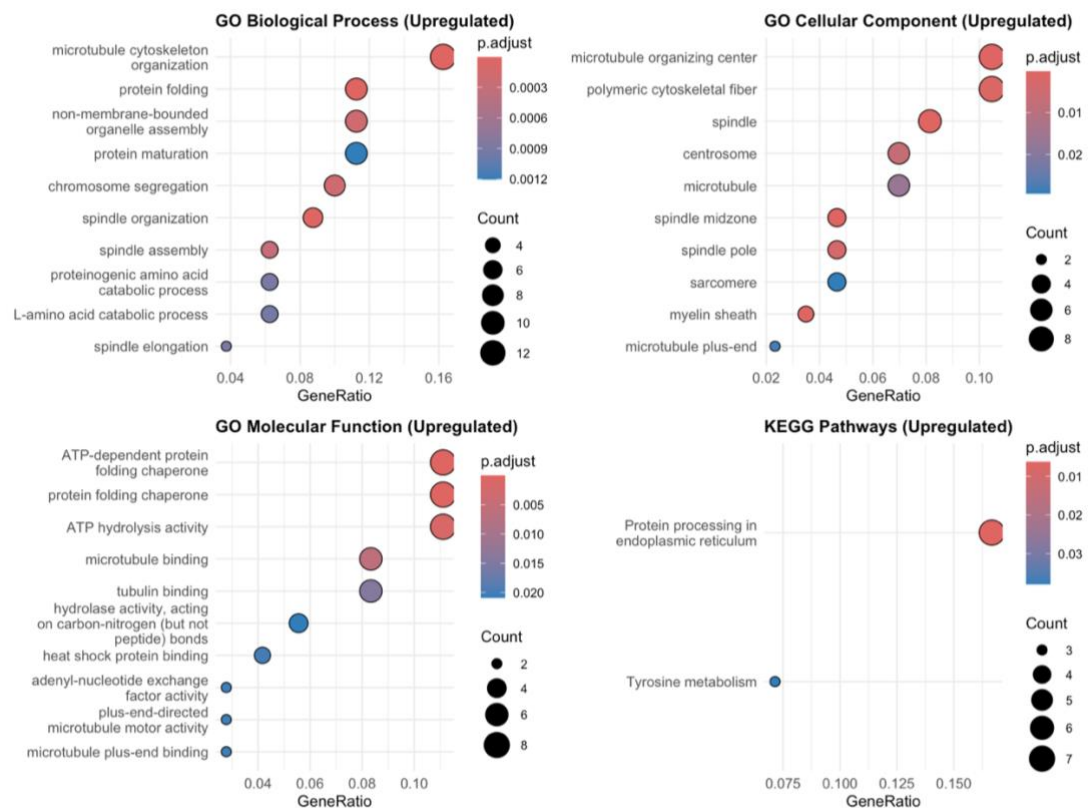 GO Biological Process (Upregulated)
microtubule cytoskeleton
organization
protein folding
non-membrane-bounded
organelle assembly
protein maturation
chromosome segregation
spindle organization
spindle assembly
proteinogenic amino acid
catabolic process
L-amino acid catabolic process
spindle elongation
0.04 0.08 0.12 0.16
GeneRatio
p.adjust
0.0003
0.0006
0.0009
0.0012
Count
4
6
8
10
12
GO Cellular Component (Upregulated)
microtubule organizing center
polymeric cytoskeletal fiber
spindle
centrosome
microtubule
spindle midzone
spindle pole
sarcomere
myelin sheath
microtubule plus-end
0.02 0.04 0.06 0.08 0.10
GeneRatio
p.adjust
0.01
0.02
Count
2
4
6
8
GO Molecular Function (Upregulated)
ATP-dependent protein
folding chaperone
protein folding chaperone
ATP hydrolysis activity
microtubule binding
tubulin binding
hydrolase activity, acting
on carbon-nitrogen (but not
peptide) bonds
heat shock protein binding
adenyl-nucleotide exchange
factor activity
plus-end-directed
microtubule motor activity
microtubule plus-end binding
0.04 0.06 0.08 0.10
GeneRatio
p.adjust
0.005
0.010
0.015
0.020
Count
2
4
6
8
KEGG Pathways (Upregulated)
Protein processing in
endoplasmic reticulum
Tyrosine metabolism
0.075 0.100 0.125 0.150
GeneRatio
p.adjust
0.01
0.02
0.03
Count
3
4
5
6
7